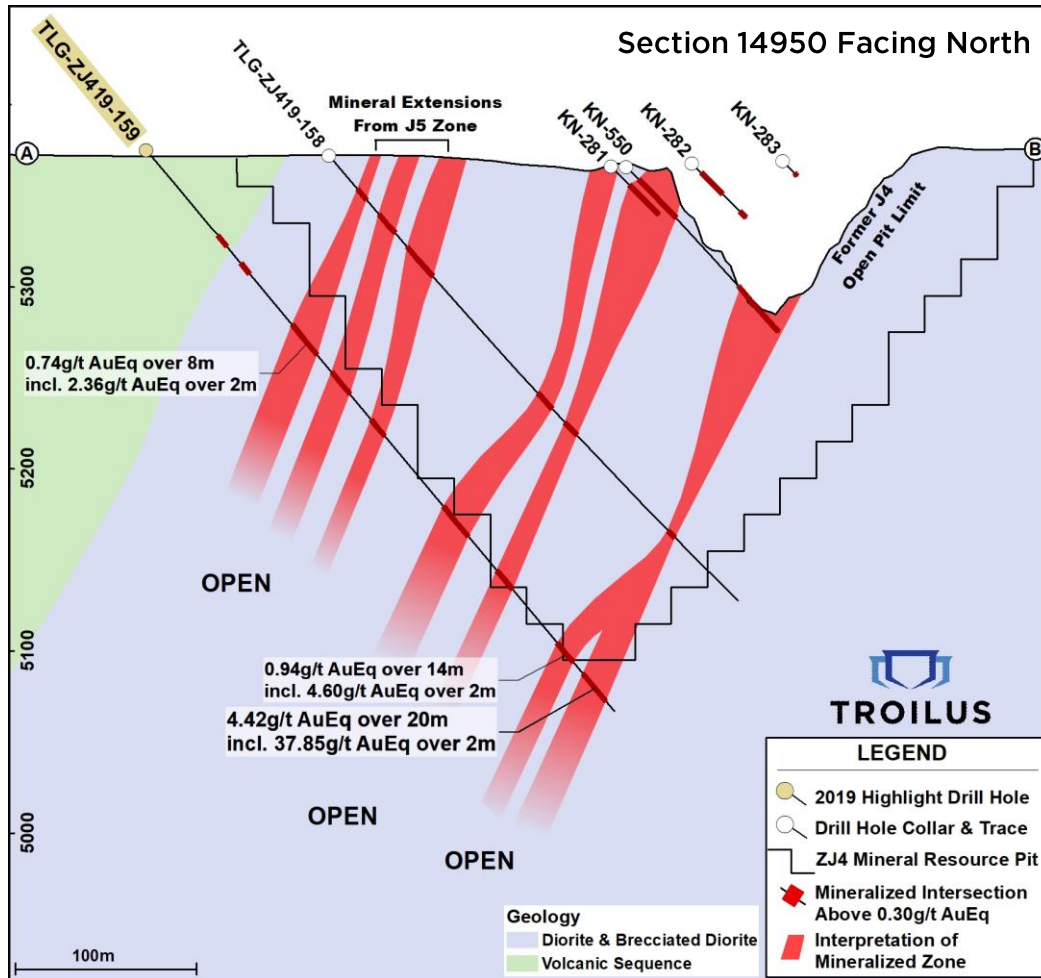 Section 14950 Facing North
TLG-ZJ419-159
TLG-ZJ419-158
Mineral Extensions
From J5 Zone
KN-281
KN-550
KN-282
KN-283
A
B
Former J4
Open Pit Limit
5300
5200
5100
5000
0.74g/t AuEq over 8m
incl. 2.36g/t AuEq over 2m
OPEN
0.94g/t AuEq over 14m
incl. 4.60g/t AuEq over 2m
4.42g/t AuEq over 20m
incl. 37.85g/t AuEq over 2m
OPEN
OPEN
100m
Geology
Diorite & Brecciated Diorite
Volcanic Sequence
TROILUS
LEGEND
2019 Highlight Drill Hole
Drill Hole Collar & Trace
ZJ4 Mineral Resource Pit
Mineralized Intersection
Above 0.30g/t AuEq
Interpretation of
Mineralized Zone